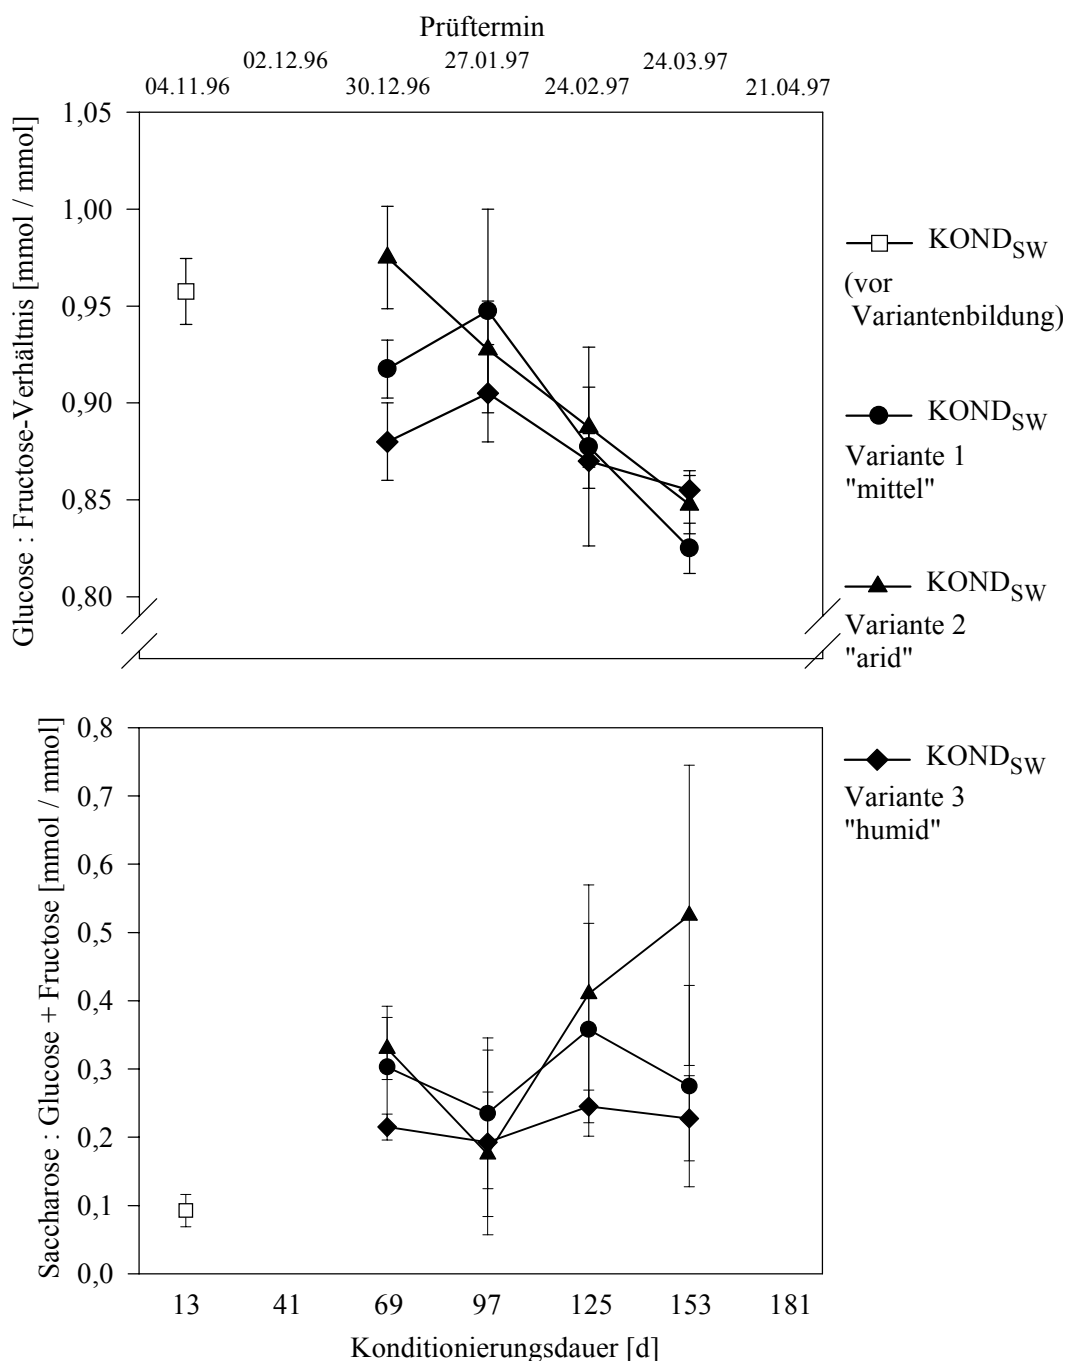 Prüftermin
02.12.96 27.01.97 24.03.97
04.11.96 30.12.96 24.02.97 21.04.97
Glucose : Fructose-Verhältnis [mmol / mmol]
1,05
1,00
0,95
0,90
0,85
0,80
KOND_SW
(vor
Variantenbildung)
KOND_SW
Variante 1
"mittel"
KOND_SW
Variante 2
"arid"
KOND_SW
Variante 3
"humid"
Saccharose : Glucose + Fructose [mmol / mmol]
0,8
0,7
0,6
0,5
0,4
0,3
0,2
0,1
0,0
13 41 69 97 125 153 181
Konditionierungsdauer [d]